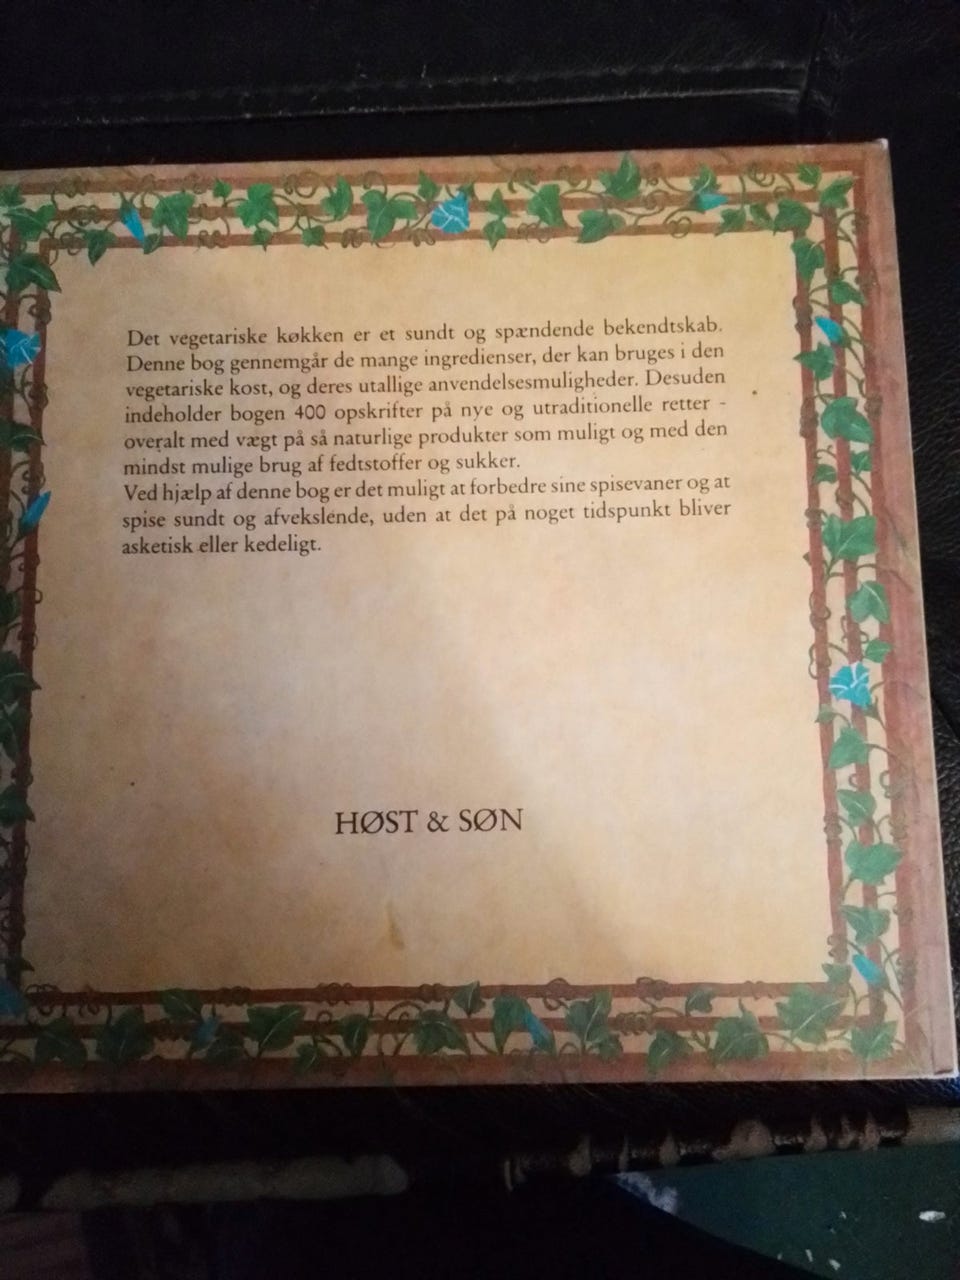 Det vegetariske køkken er et sundt og spændende bekendtskab.
Denne bog gennemgår de mange ingredienser, der kan bruges i den
vegetariske kost, og deres utallige anvendelsesmuligheder. Desuden
indeholder bogen 400 opskrifter på nye og utraditionelle retter -
overalt med vægt på så naturlige produkter som muligt og med den
mindst mulige brug af fedtstoffer og sukker.
Ved hjælp af denne bog er det muligt at forbedre sine spisevaner og at
spise sundt og afvekslende, uden at det på noget tidspunkt bliver
asketisk eller kedeligt.
HØST & SØN